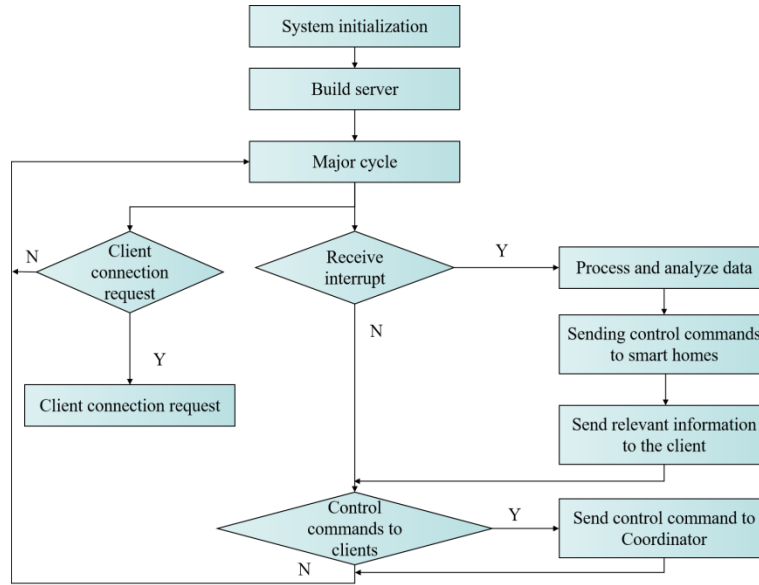 System initialization
Build server
Major cycle
N
Client
connection
request
Receive
interrupt
Y
Process and analyze data
N
Sending control commands
to smart homes
Y
Client connection request
Send relevant information
to the client
Control
commands to
clients
Y
Send control command to
Coordinator
N